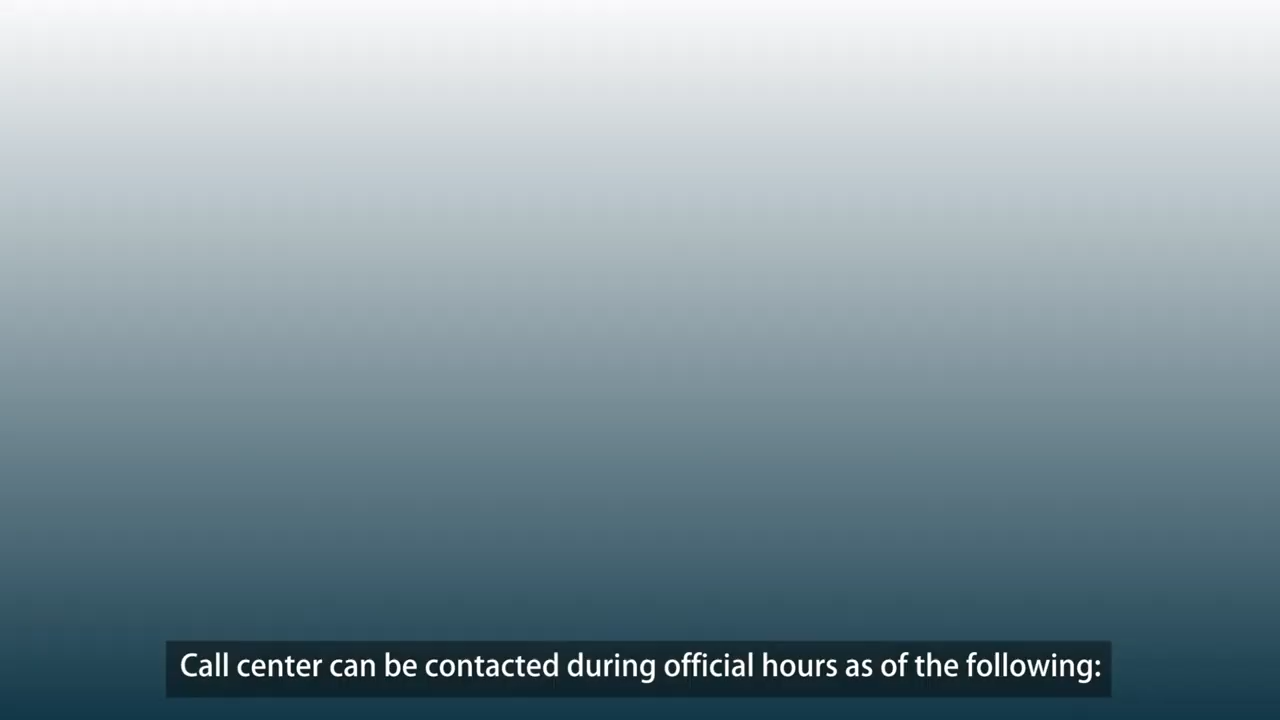 Call center can be contacted during official hours as of the following: